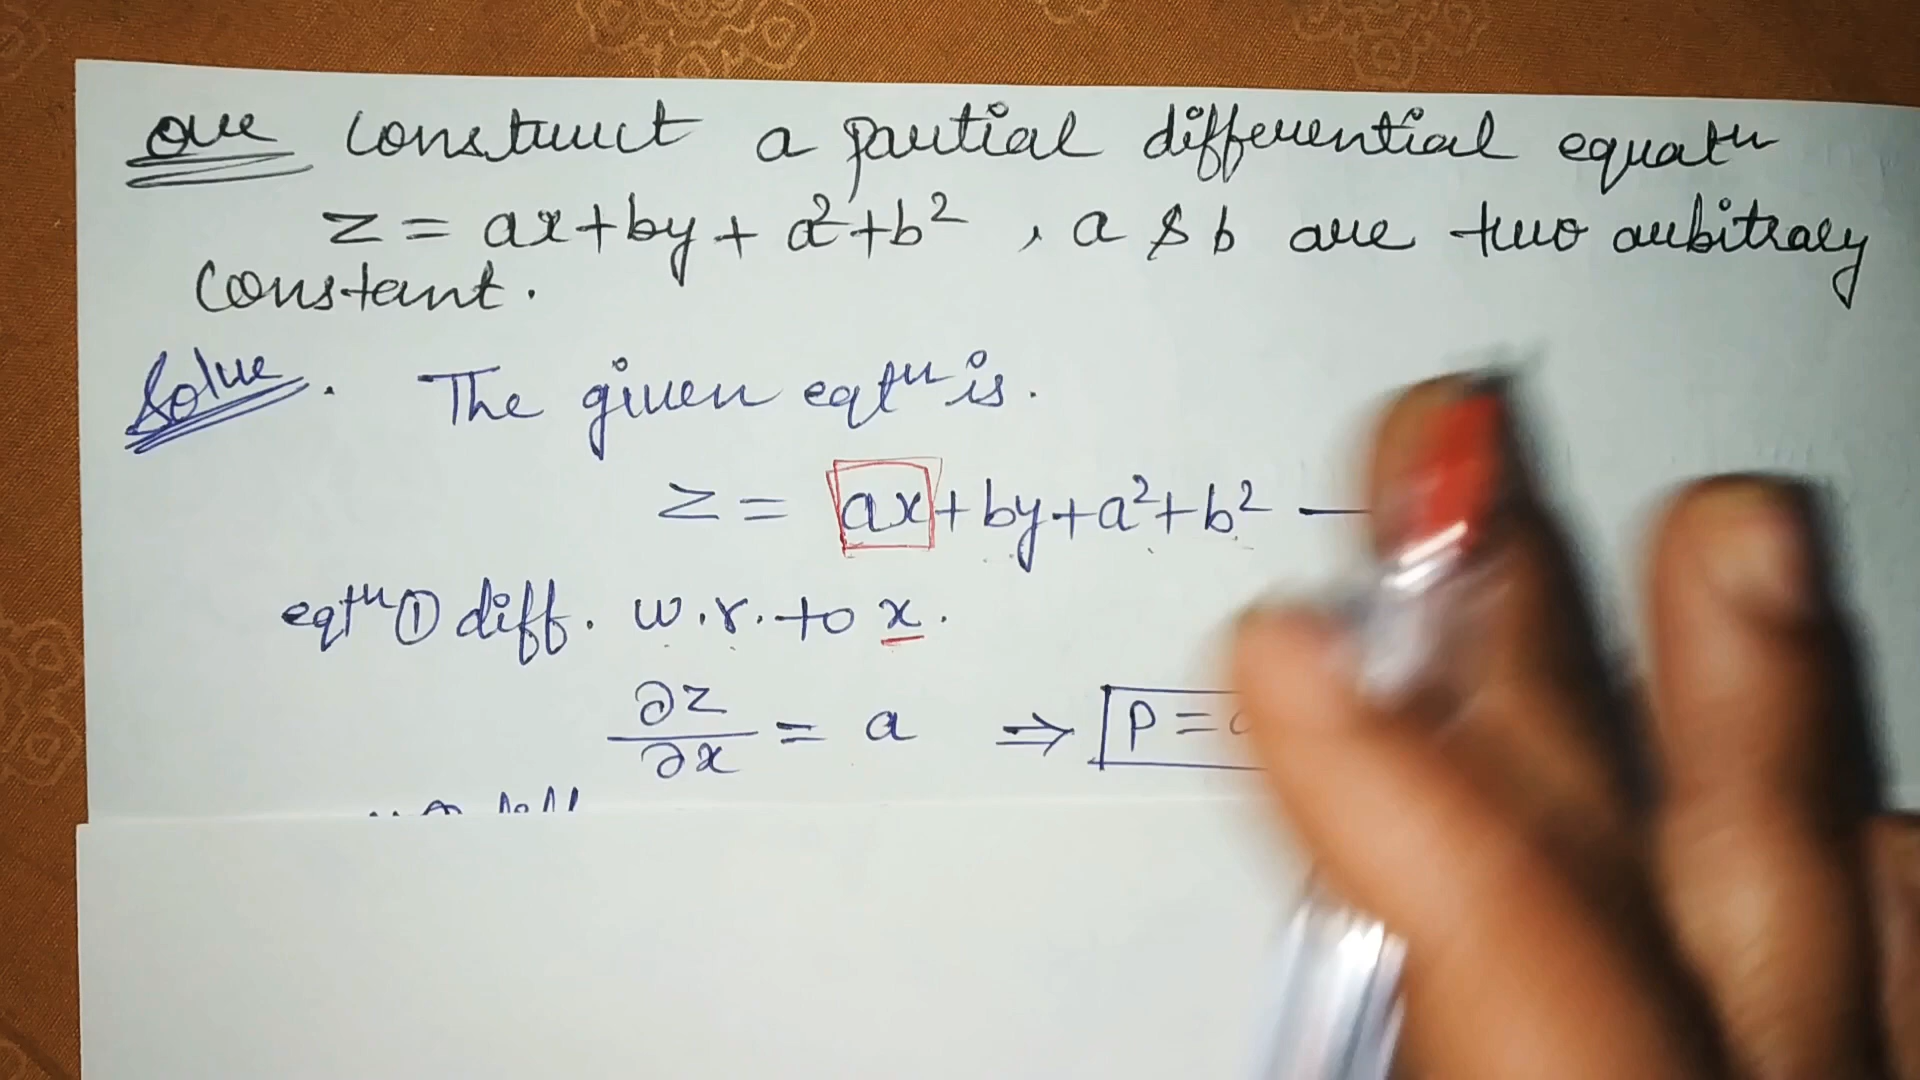 Que Construct a partial differential equatn
z = ax+by+a²+b² , a & b are two arbitrary
constant.
Solve. The given eqtn is.
z = ax+by+a²+b² —
eqtn ① diff. w.r.to x.
∂z/∂x = a ⇒ P =